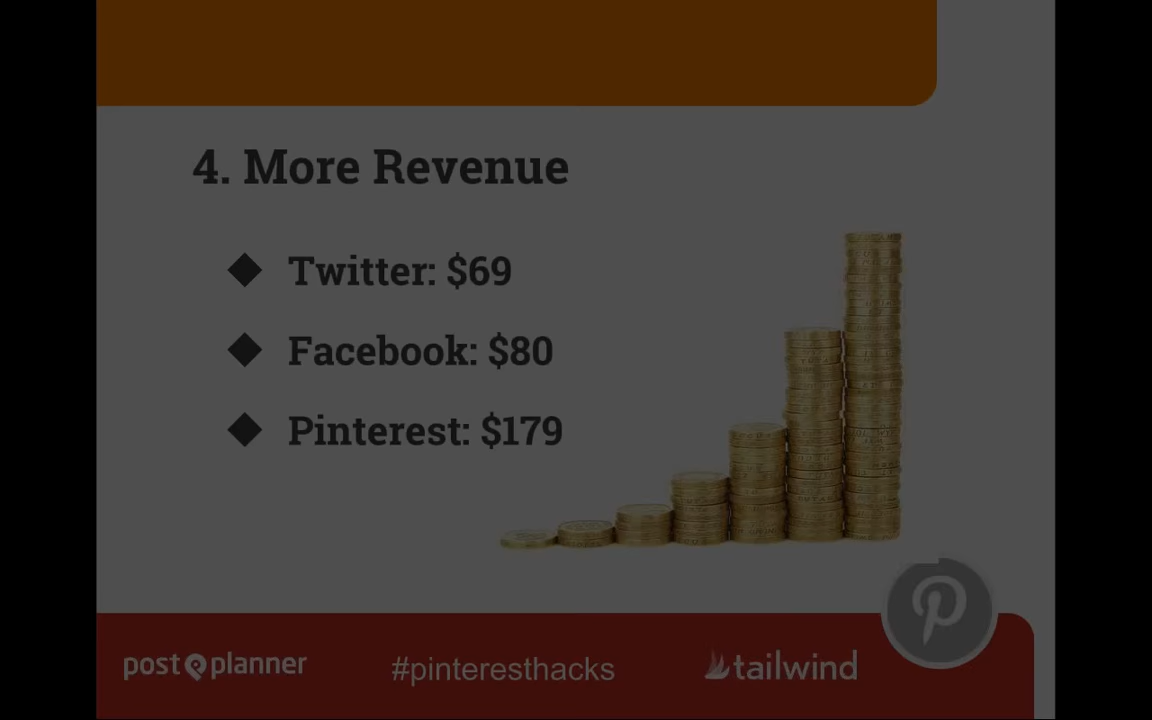 4. More Revenue
Twitter: $69
Facebook: $80
Pinterest: $179
post planner
#pinteresthacks
tailwind